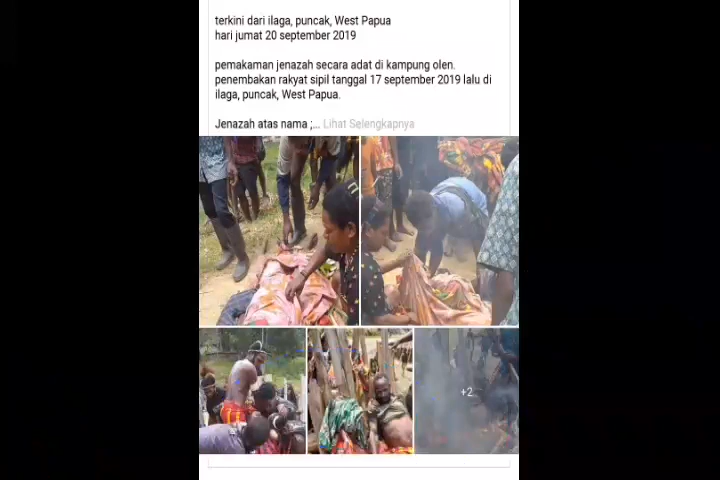 terkini dari ilaga, puncak, West Papua
hari jumat 20 september 2019
pemakaman jenazah secara adat di kampung olen.
penembakan rakyat sipil tanggal 17 september 2019 lalu di
ilaga, puncak, West Papua.
Jenazah atas nama ;... Lihat Selengkapnya
+2